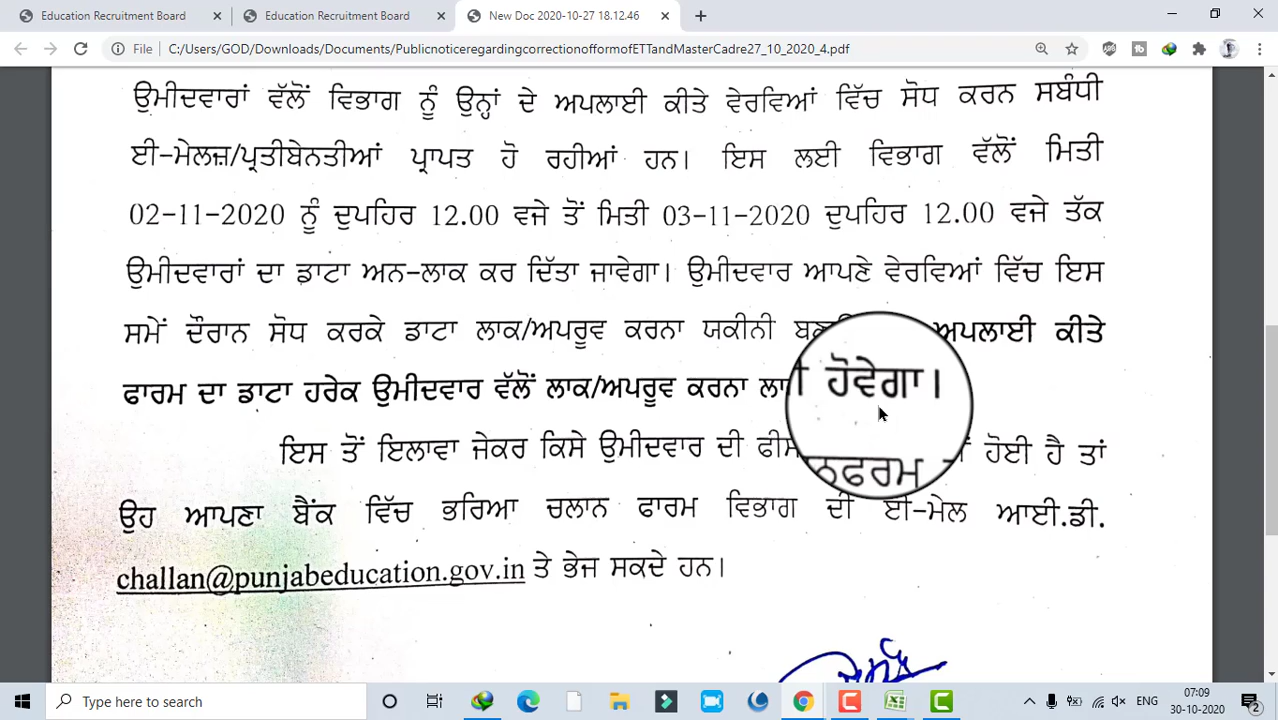 Education Recruitment Board
Education Recruitment Board
New Doc 2020-10-27 18.12.46
File
C:/Users/GOD/Downloads/Documents/PublicnoticeregardingcorrectionofformofETTandMasterCadre27_10_2020_4.pdf
ਉਮੀਦਵਾਰਾਂ ਵੱਲੋਂ ਵਿਭਾਗ ਨੂੰ ਉਨ੍ਹਾਂ ਦੇ ਅਪਲਾਈ ਕੀਤੇ ਵੇਰਵਿਆਂ ਵਿੱਚ ਸੋਧ ਕਰਨ ਸਬੰਧੀ
ਈ-ਮੇਲਜ਼/ਪ੍ਰਤੀਬੇਨਤੀਆਂ ਪ੍ਰਾਪਤ ਹੋ ਰਹੀਆਂ ਹਨ। ਇਸ ਲਈ ਵਿਭਾਗ ਵੱਲੋਂ ਮਿਤੀ
02-11-2020 ਨੂੰ ਦੁਪਹਿਰ 12.00 ਵਜੇ ਤੋਂ ਮਿਤੀ 03-11-2020 ਦੁਪਹਿਰ 12.00 ਵਜੇ ਤੱਕ
ਉਮੀਦਵਾਰਾਂ ਦਾ ਡਾਟਾ ਅਨ-ਲਾਕ ਕਰ ਦਿੱਤਾ ਜਾਵੇਗਾ। ਉਮੀਦਵਾਰ ਆਪਣੇ ਵੇਰਵਿਆਂ ਵਿੱਚ ਇਸ
ਸਮੇਂ ਦੌਰਾਨ ਸੋਧ ਕਰਕੇ ਡਾਟਾ ਲਾਕ/ਅਪਰੂਵ ਕਰਨਾ ਯਕੀਨੀ ਅਪਲਾਈ ਕੀਤੇ
ਫਾਰਮ ਦਾ ਡਾਟਾ ਹਰੇਕ ਉਮੀਦਵਾਰ ਵੱਲੋਂ ਲਾਕ/ਅਪਰੂਵ ਕਰਨਾ ਹੋਵੇਗਾ।
ਇਸ ਤੋਂ ਇਲਾਵਾ ਜੇਕਰ ਕਿਸੇ ਉਮੀਦਵਾਰ ਦੀ ਫੀਸ ਹੋਈ ਹੈ ਤਾਂ
ਉਹ ਆਪਣਾ ਬੈਂਕ ਵਿੱਚ ਭਰਿਆ ਚਲਾਨ ਫਾਰਮ ਵਿਭਾਗ ਦੀ ਈ-ਮੇਲ ਆਈ.ਡੀ.
challan@punjabeducation.gov.in ਤੇ ਭੇਜ ਸਕਦੇ ਹਨ।
Type here to search
ENG
07:09
30-10-2020
2